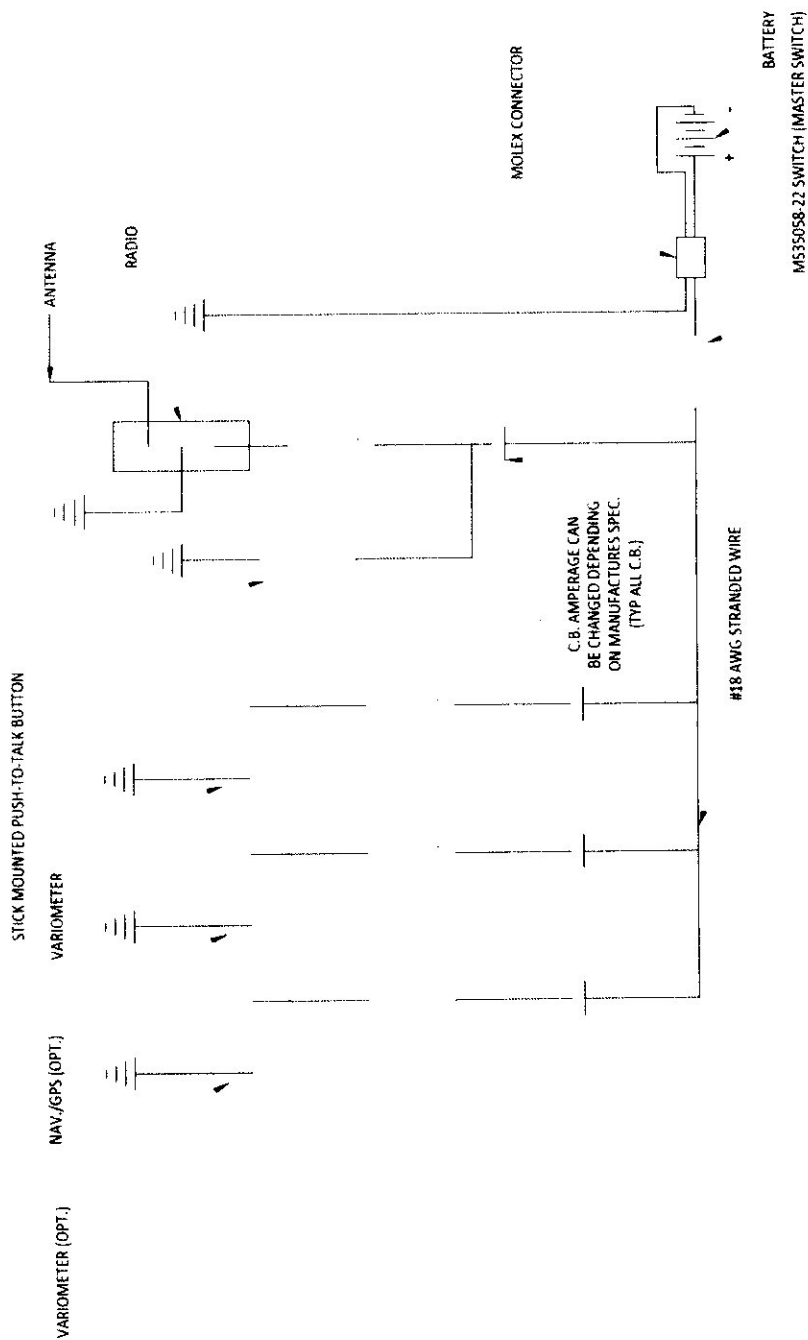 STICK MOUNTED PUSH-TO-TALK BUTTON
ANTENNA
VARIOMETER (OPT.)
NAV./GPS (OPT.)
VARIOMETER
RADIO
MOLEX CONNECTOR
C.B. AMPERAGE CAN
BE CHANGED DEPENDING
ON MANUFACTURES SPEC.
(TYP ALL C.B.)
+
-
#18 AWG STRANDED WIRE
BATTERY
MS35058-22 SWITCH (MASTER SWITCH)